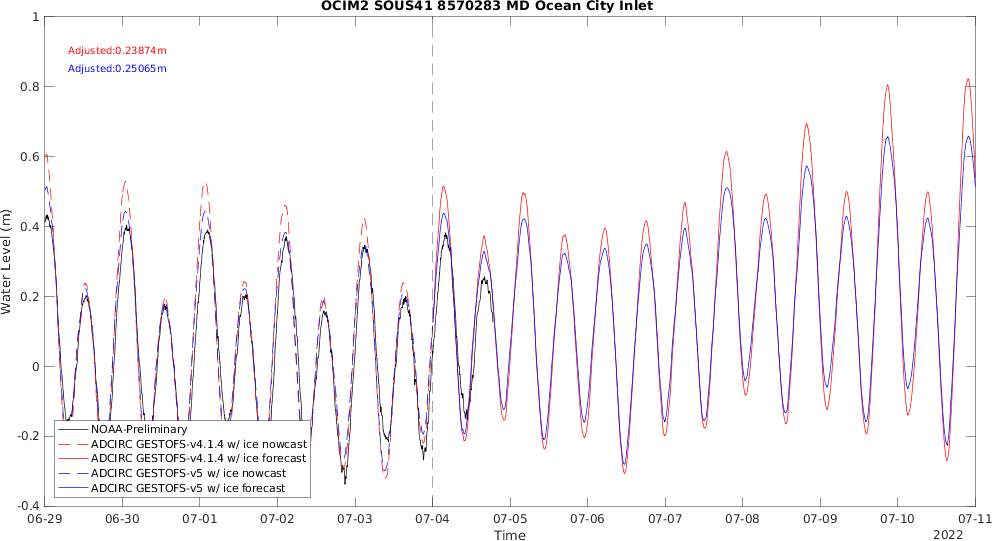 OCIM2 SOUS41 8570283 MD Ocean City Inlet
Adjusted:0.23874m
Adjusted:0.25065m
Water Level (m)
1
0.8
0.6
0.4
0.2
0
-0.2
-0.4
NOAA-Preliminary
ADCIRC GESTOFS-v4.1.4 w/ ice nowcast
ADCIRC GESTOFS-v4.1.4 w/ ice forecast
ADCIRC GESTOFS-v5 w/ ice nowcast
ADCIRC GESTOFS-v5 w/ ice forecast
06-29 06-30 07-01 07-02 07-03 07-04 07-05 07-06 07-07 07-08 07-09 07-10 07-11
Time
2022